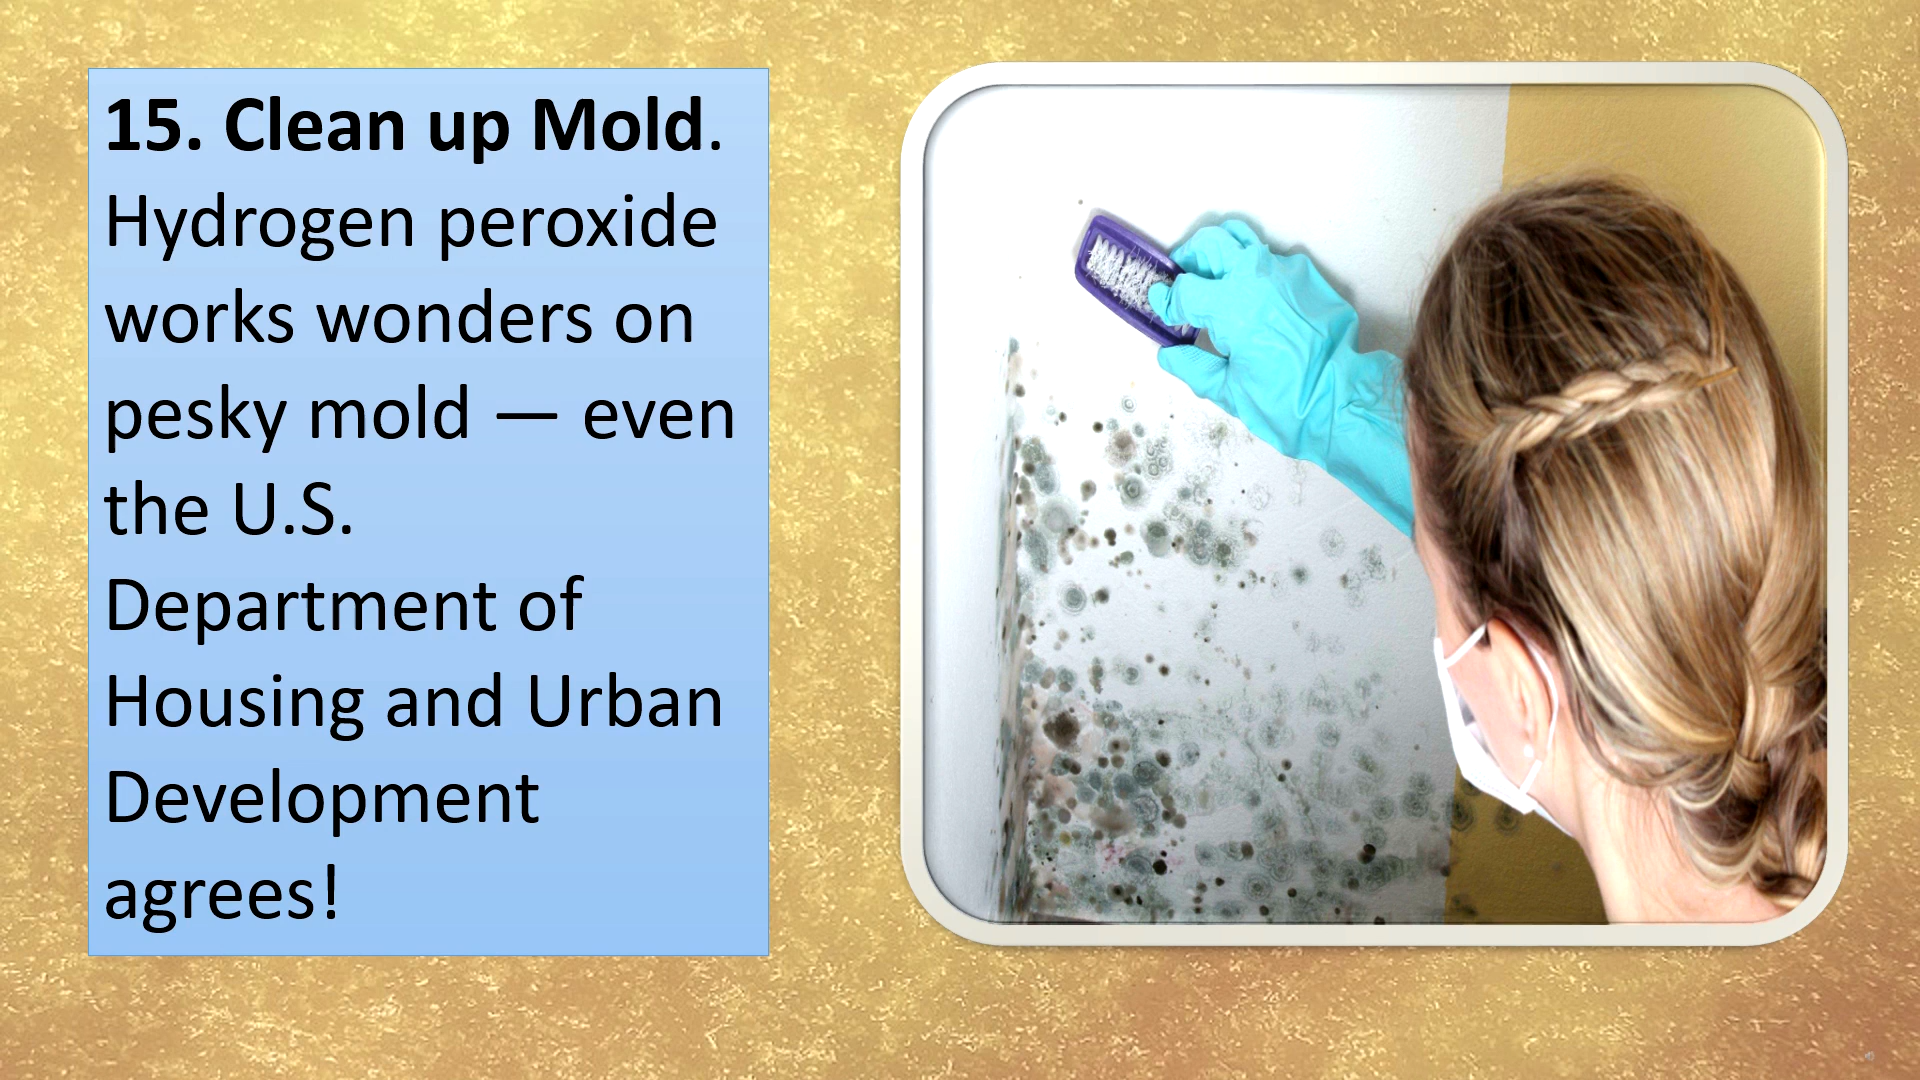 15. Clean up Mold.
Hydrogen peroxide
works wonders on
pesky mold — even
the U.S.
Department of
Housing and Urban
Development
agrees!